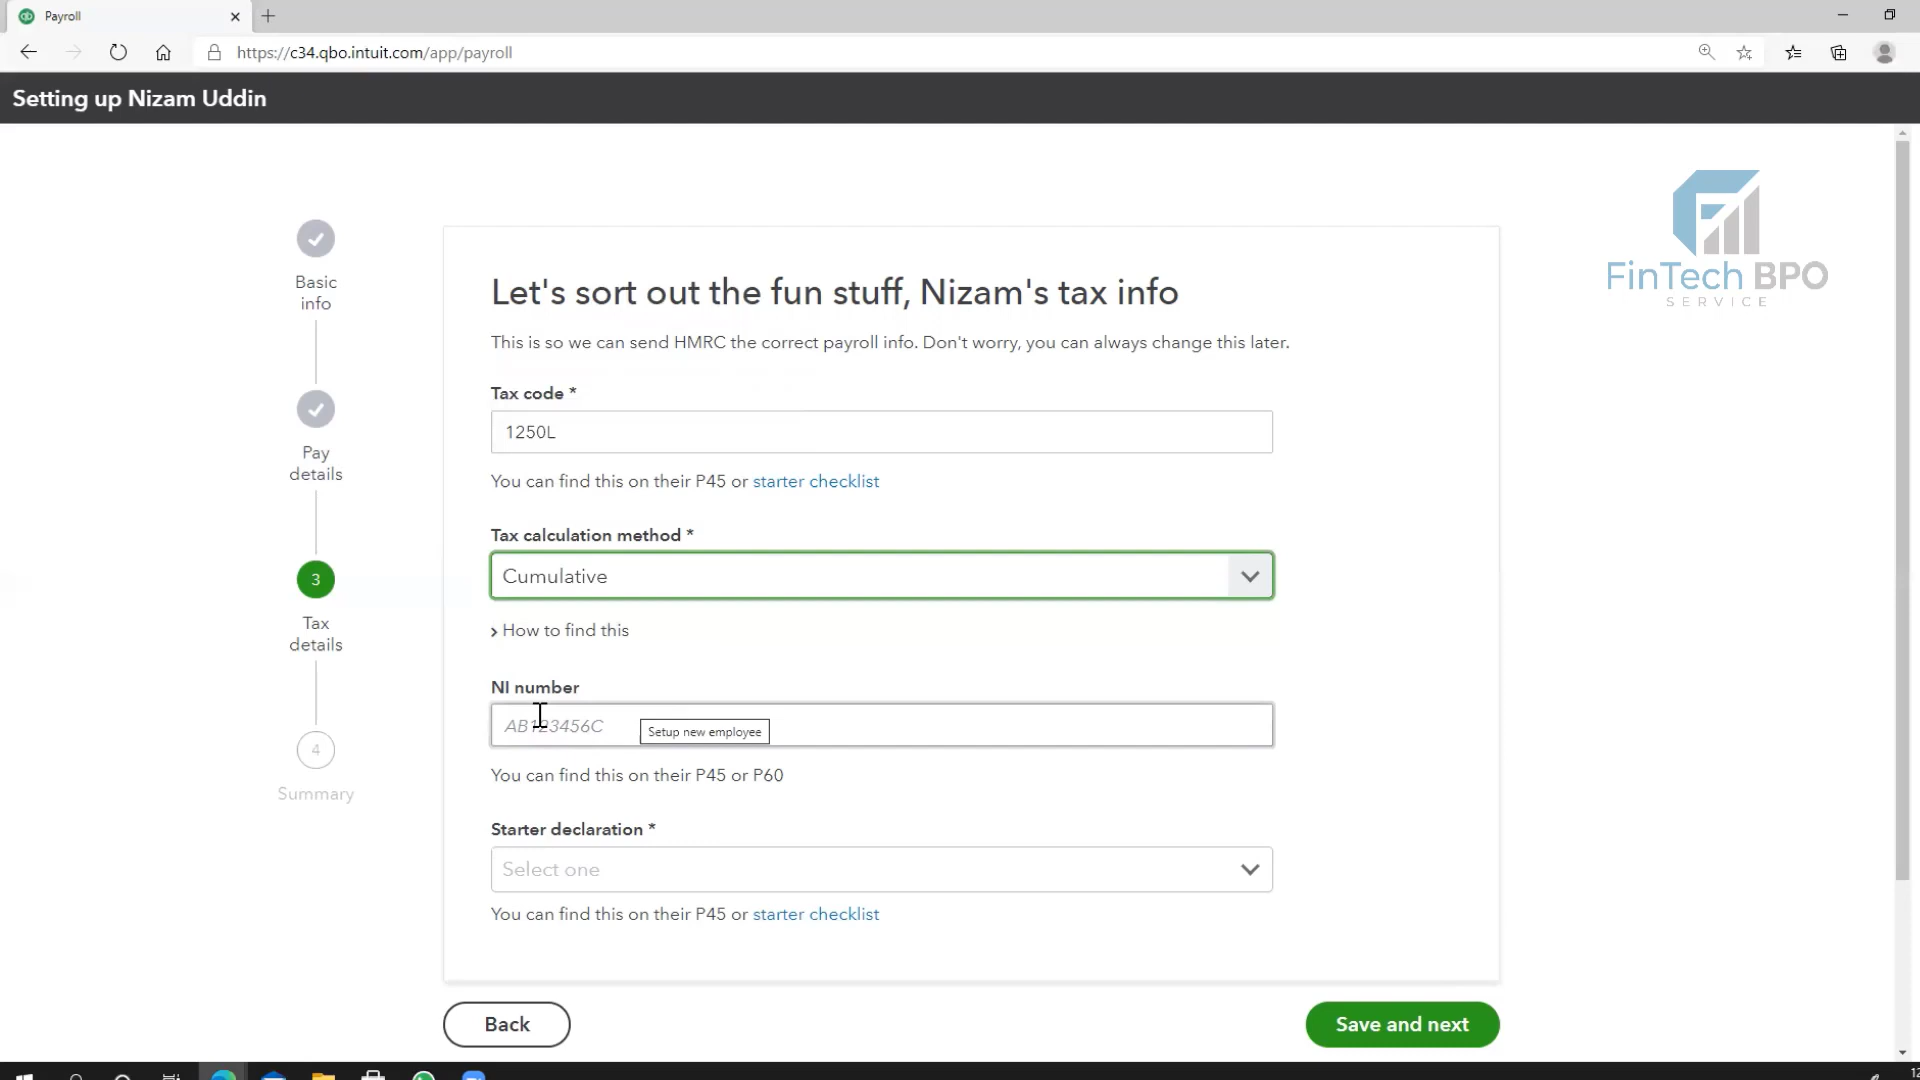 Payroll
https://c34.qbo.intuit.com/app/payroll
Setting up Nizam Uddin
FinTech BPO
SERVICE
Basic
info
Pay
details
3
Tax
details
4
Summary
Let's sort out the fun stuff, Nizam's tax info
This is so we can send HMRC the correct payroll info. Don't worry, you can always change this later.
Tax code *
1250L
You can find this on their P45 or starter checklist
Tax calculation method *
Cumulative
How to find this
NI number
AB123456C
Setup new employee
You can find this on their P45 or P60
Starter declaration *
Select one
You can find this on their P45 or starter checklist
Back
Save and next